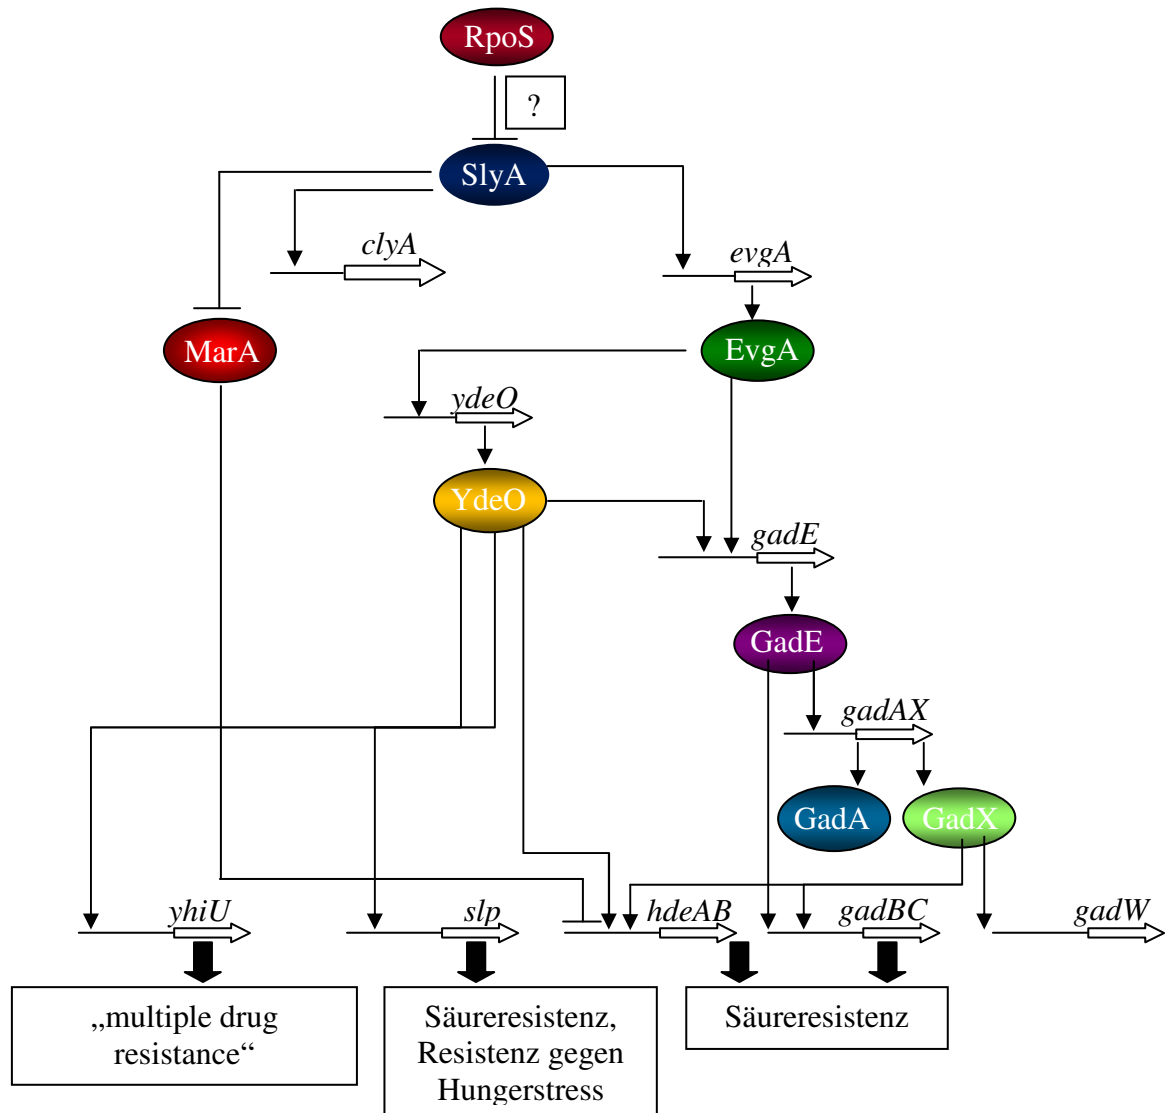 RpoS
?
SlyA
clyA
evgA
MarA
EvgA
ydeO
YdeO
gadE
GadE
gadAX
GadA
GadX
yhiU
slp
hdeAB
gadBC
gadW
„multiple drug
resistance“
Säureresistenz,
Resistenz gegen
Hungerstress
Säureresistenz